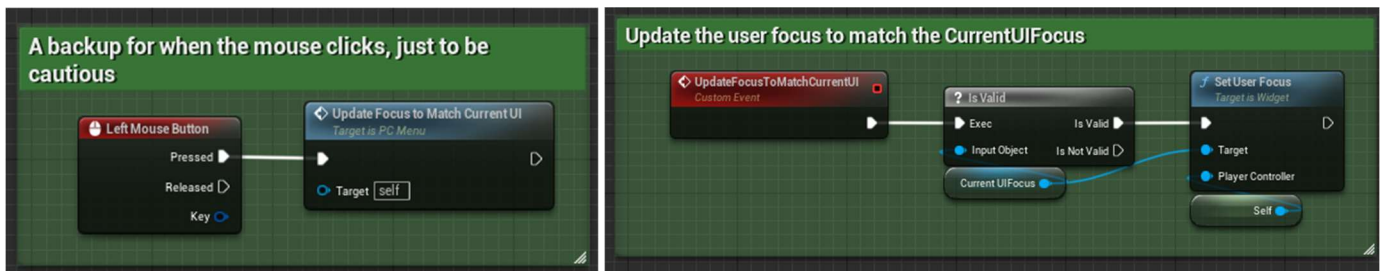 A backup for when the mouse clicks, just to be
cautious
Left Mouse Button
Pressed
Released
Key
Update Focus to Match Current UI
Target is PC Menu
Target self
Update the user focus to match the CurrentUIFocus
UpdateFocusToMatchCurrentUI
Custom Event
? Is Valid
Exec Is Valid
Input Object Is Not Valid
Current UIFocus
f Set User Focus
Target is Widget
Target
Player Controller
Self